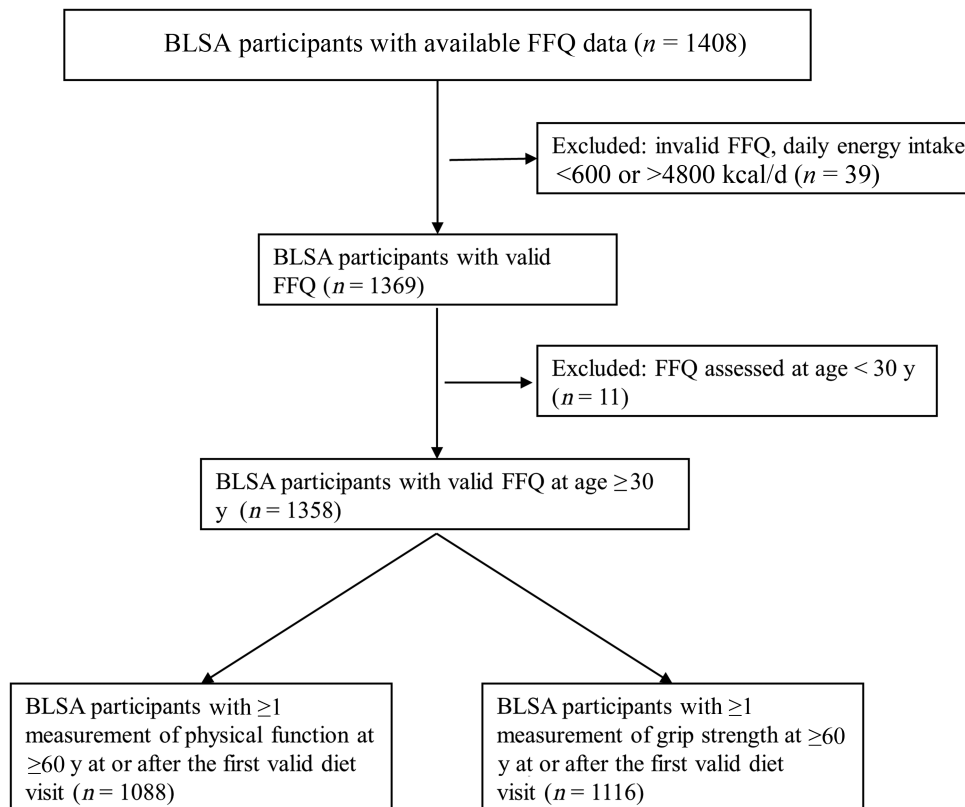 BLSA participants with available FFQ data (n = 1408)
Excluded: invalid FFQ, daily energy intake
<600 or >4800 kcal/d (n = 39)
BLSA participants with valid
FFQ (n = 1369)
Excluded: FFQ assessed at age < 30 y
(n = 11)
BLSA participants with valid FFQ at age ≥30
y (n = 1358)
BLSA participants with ≥1
measurement of physical function at
≥60 y at or after the first valid diet
visit (n = 1088)
BLSA participants with ≥1
measurement of grip strength at ≥60
y at or after the first valid diet
visit (n = 1116)